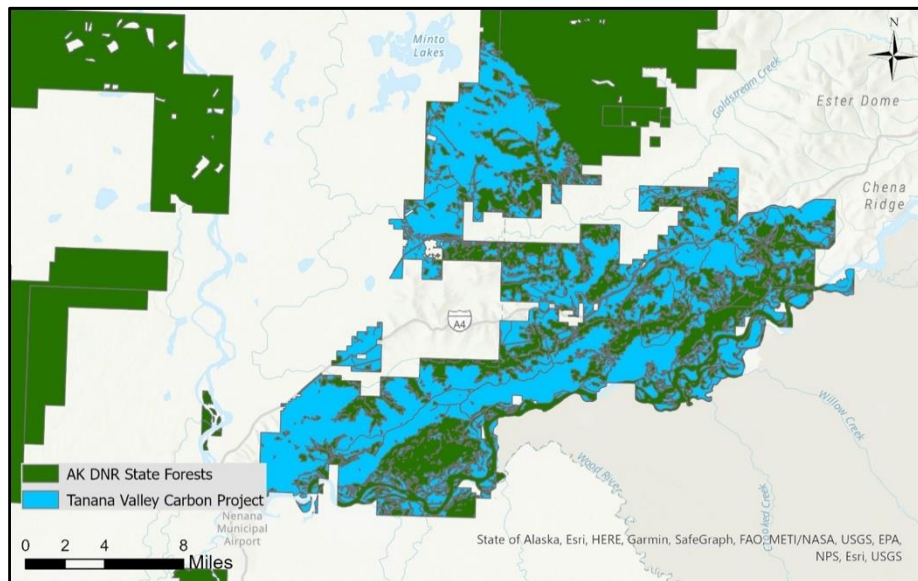 N
Minto
Lakes
Goldstream Creek
Ester Dome
Chena
Ridge
A4
Willow Creek
Wood River
Crooked Creek
AK DNR State Forests
Tanana Valley Carbon Project
Nenana
Municipal
Airport
State of Alaska, Esri, HERE, Garmin, SafeGraph, FAO, METI/NASA, USGS, EPA,
NPS, Esri, USGS
0 2 4 8
Miles